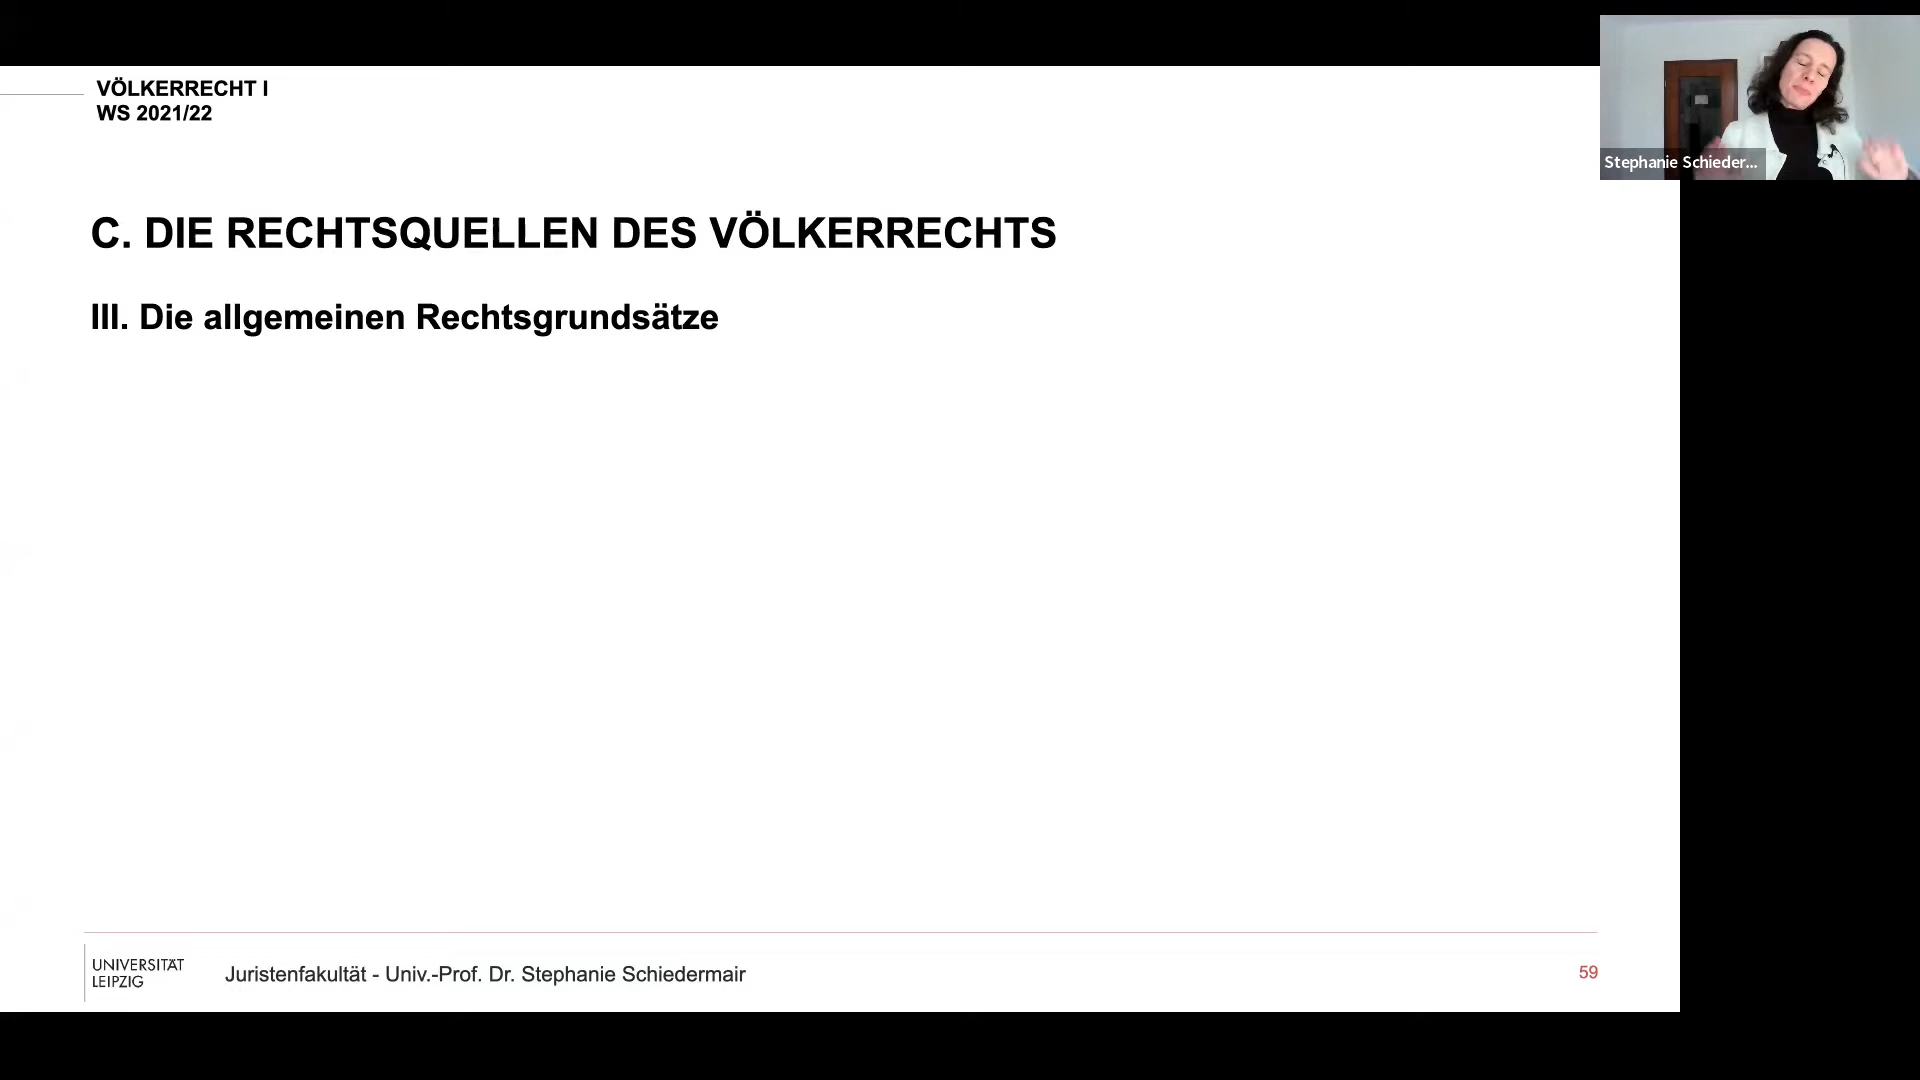 VÖLKERRECHT I
WS 2021/22
Stephanie Schieder...
C. DIE RECHTSQUELLEN DES VÖLKERRECHTS
III. Die allgemeinen Rechtsgrundsätze
UNIVERSITÄT
LEIPZIG
Juristenfakultät - Univ.-Prof. Dr. Stephanie Schiedermair
59